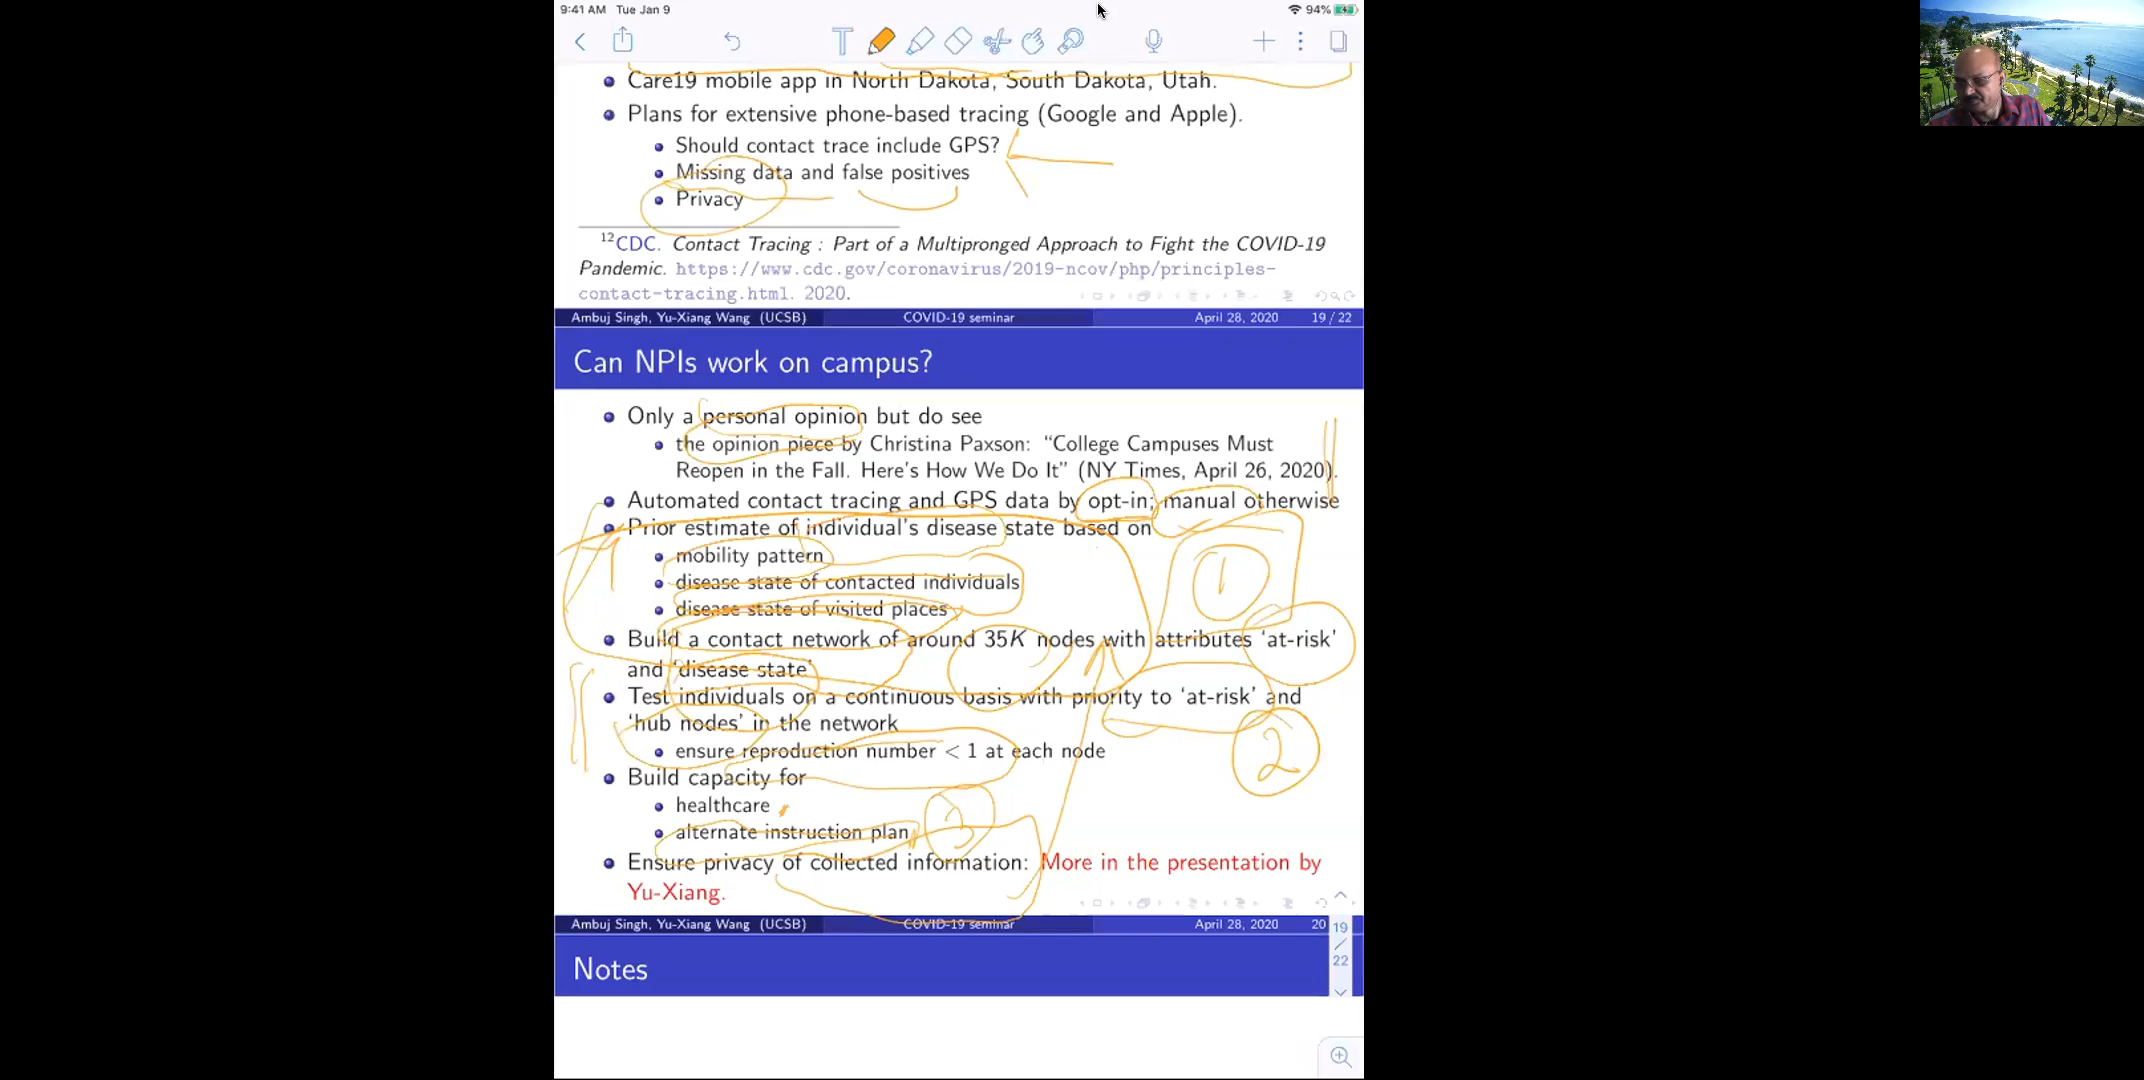 9:41 AM Tue Jan 9
94%
Care19 mobile app in North Dakota, South Dakota, Utah.
Plans for extensive phone-based tracing (Google and Apple).
Should contact trace include GPS?
Missing data and false positives
Privacy
12CDC. Contact Tracing : Part of a Multipronged Approach to Fight the COVID-19
Pandemic. https://www.cdc.gov/coronavirus/2019-ncov/php/principles-
contact-tracing.html. 2020.
Ambuj Singh, Yu-Xiang Wang (UCSB) COVID-19 seminar April 28, 2020 19 / 22
Can NPIs work on campus?
Only a personal opinion but do see
the opinion piece by Christina Paxson: “College Campuses Must
Reopen in the Fall. Here’s How We Do It” (NY Times, April 26, 2020).
Automated contact tracing and GPS data by opt-in; manual otherwise
Prior estimate of individual’s disease state based on
mobility pattern
disease state of contacted individuals
1
disease state of visited places
Build a contact network of around 35K nodes with attributes ‘at-risk’
and ‘disease state’
Test individuals on a continuous basis with priority to ‘at-risk’ and
‘hub nodes’ in the network
ensure reproduction number < 1 at each node
2
Build capacity for
healthcare
3
alternate instruction plan
Ensure privacy of collected information: More in the presentation by
Yu-Xiang.
Ambuj Singh, Yu-Xiang Wang (UCSB) COVID-19 seminar April 28, 2020 20
19
/
22
Notes